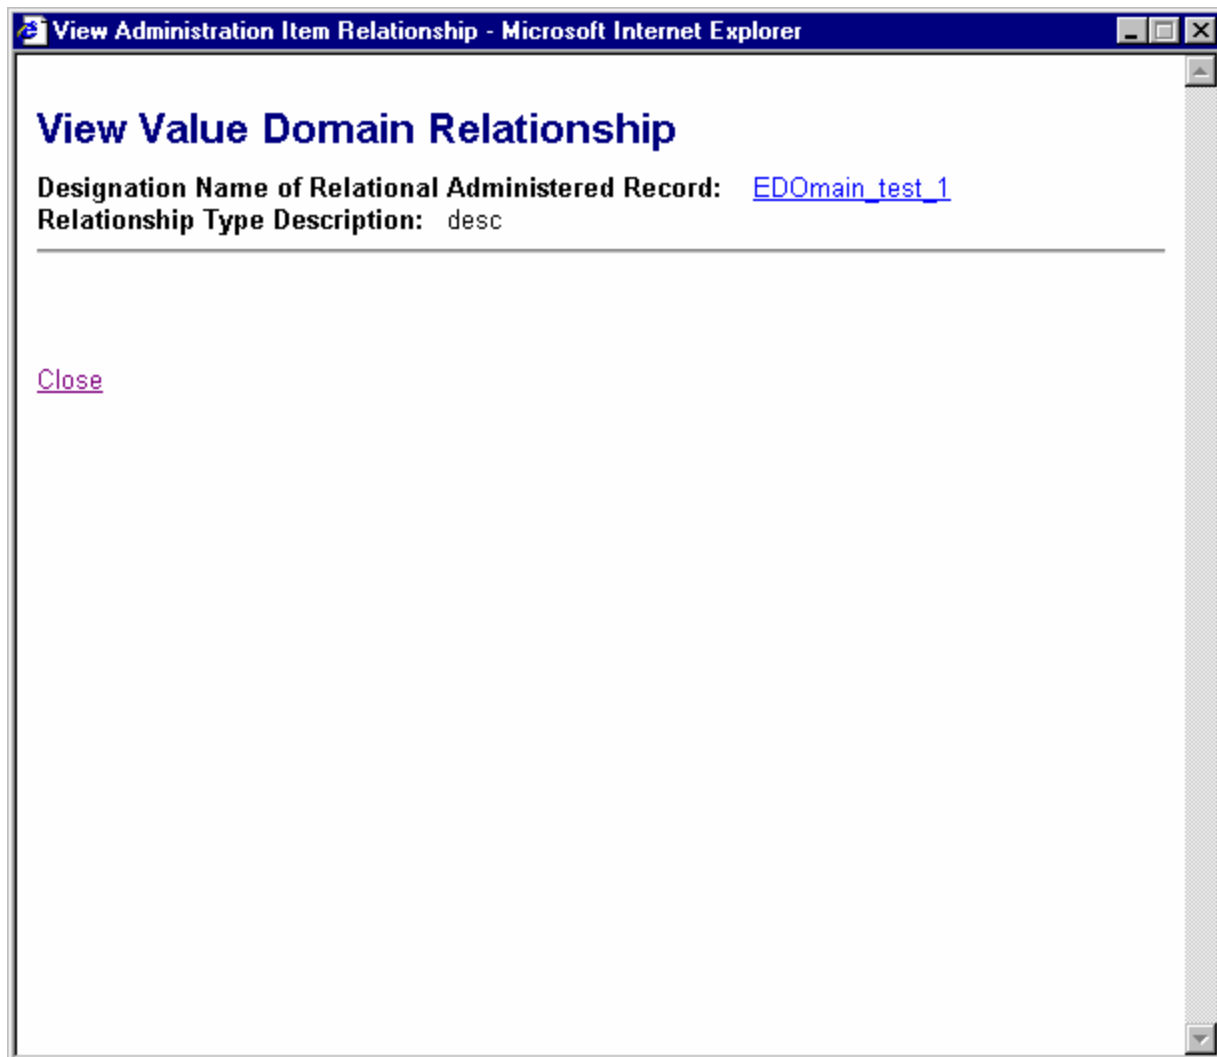 View Administration Item Relationship - Microsoft Internet Explorer
View Value Domain Relationship
Designation Name of Relational Administered Record: EDOmain_test_1
Relationship Type Description: desc
Close